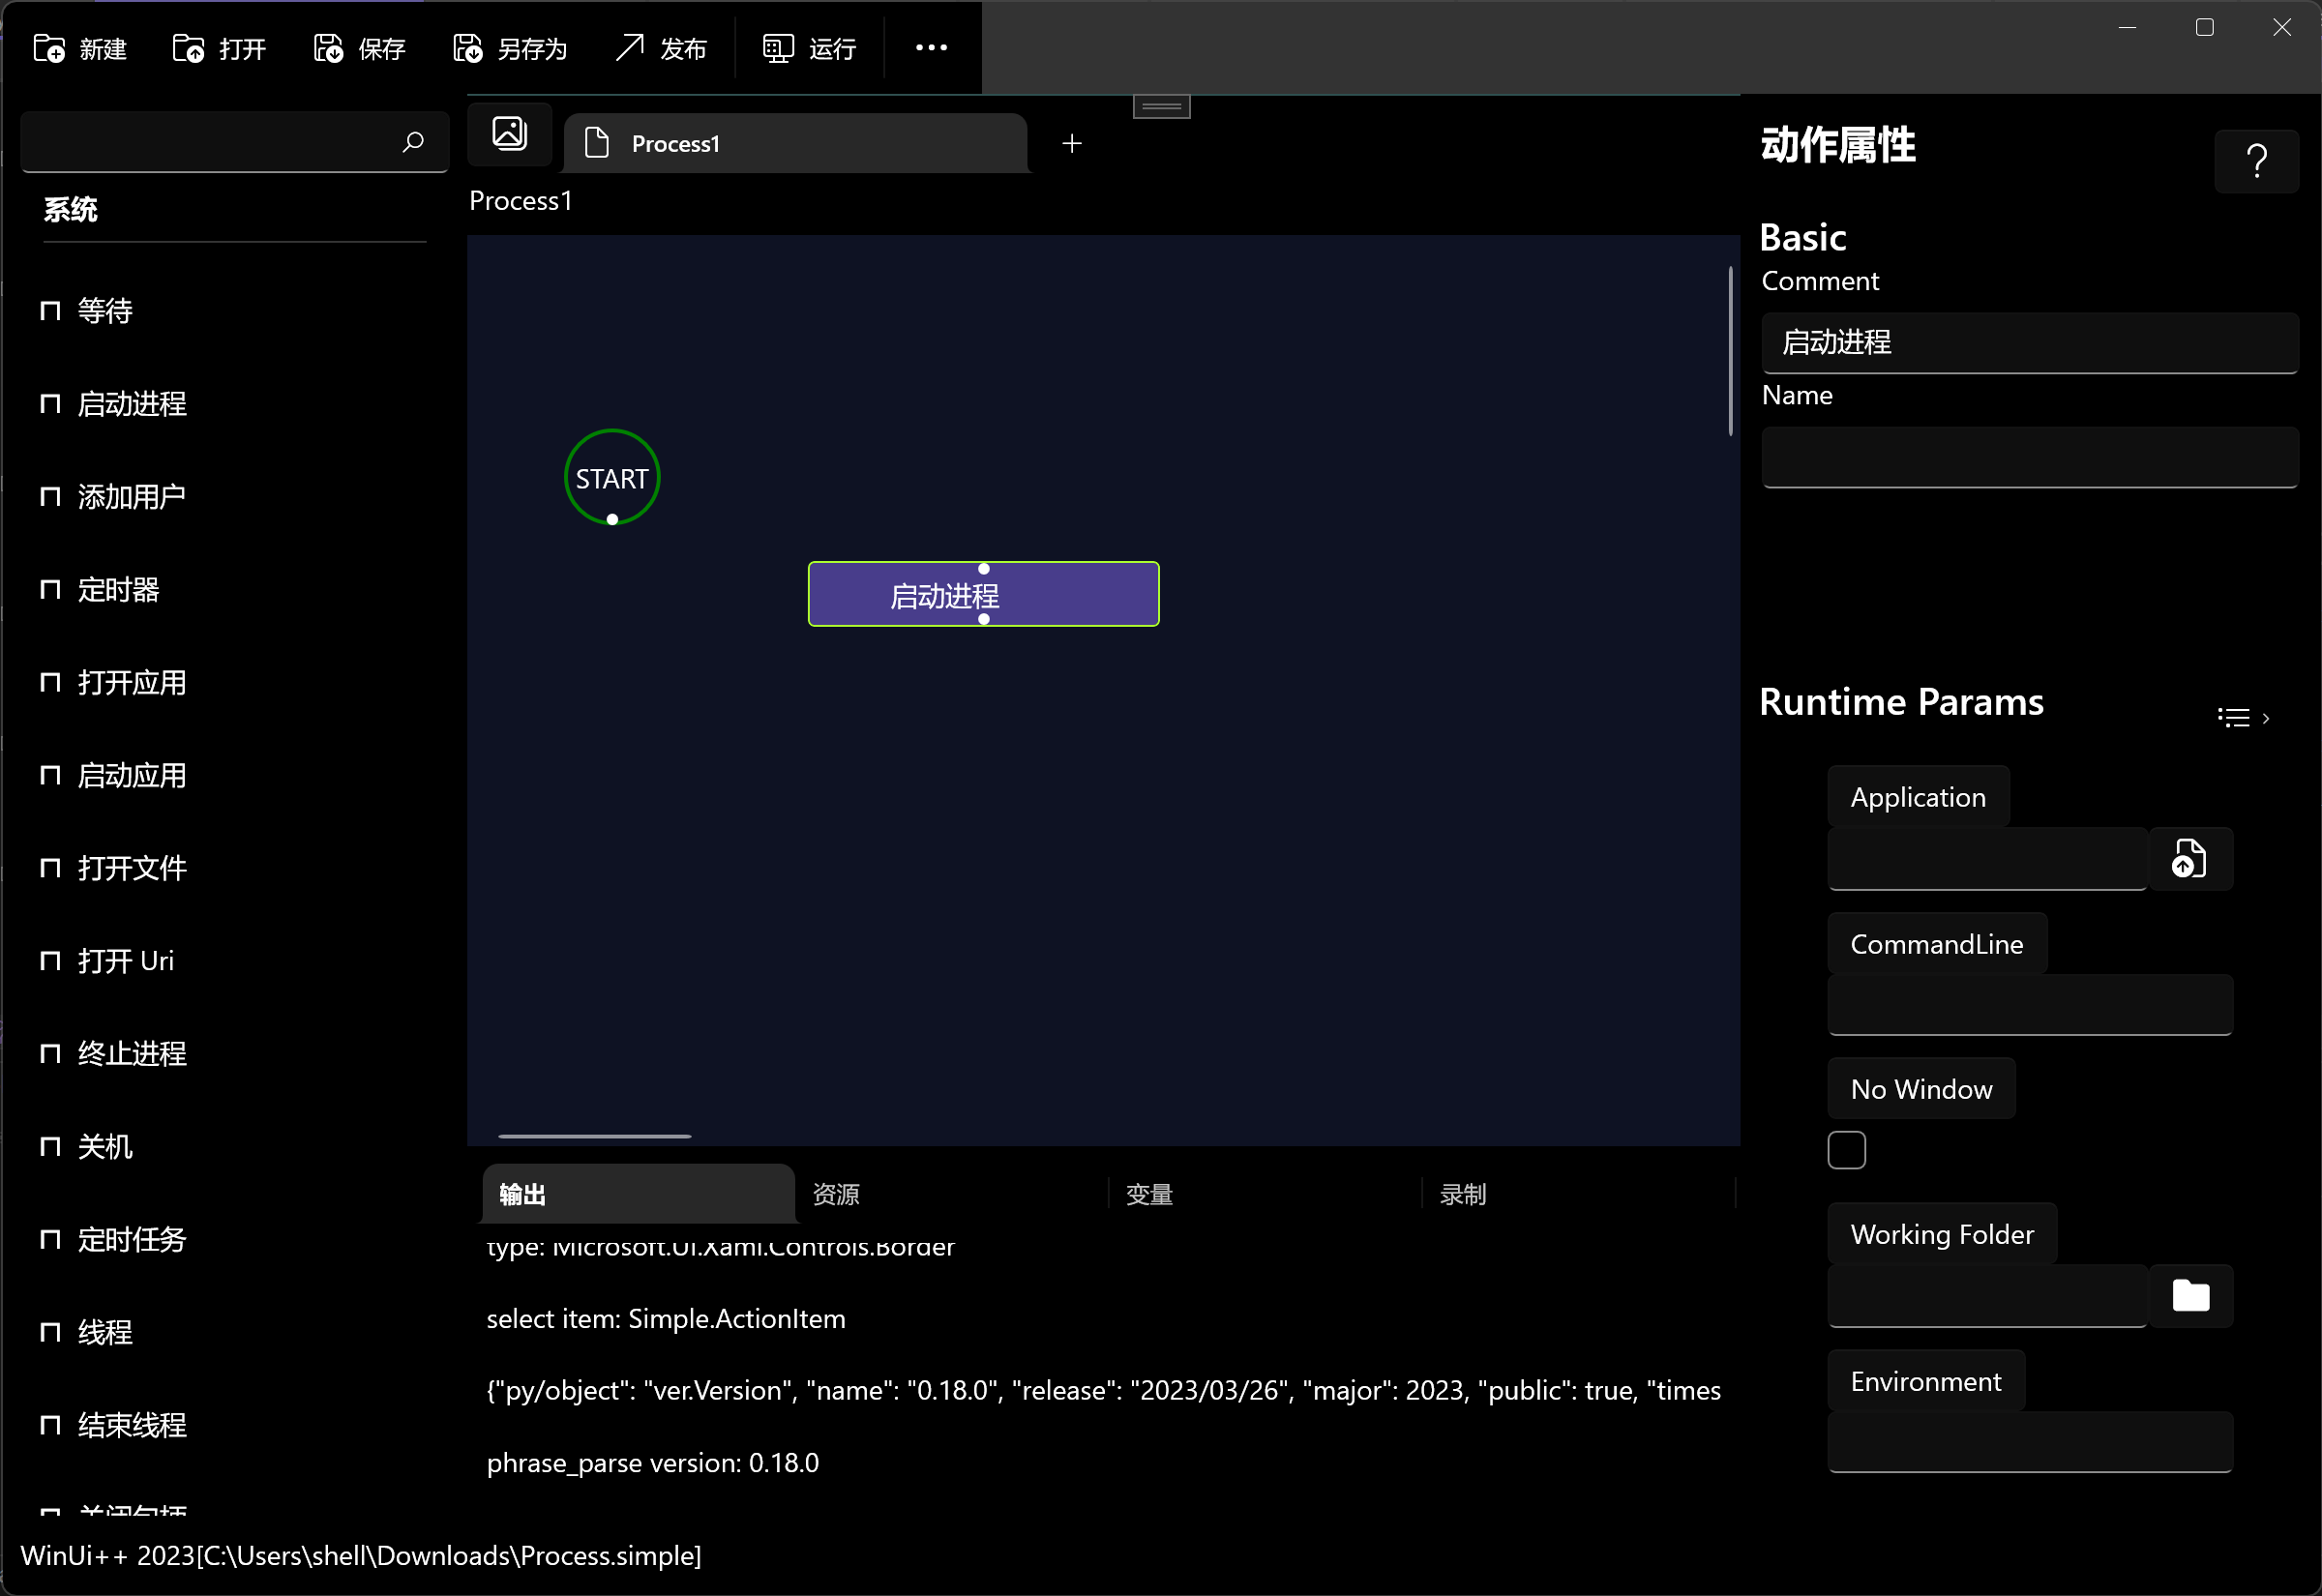 新建 打开 保存 另存为 发布 运行
系统
等待
启动进程
添加用户
定时器
打开应用
启动应用
打开文件
打开 Uri
终止进程
关机
定时任务
线程
结束线程
Process1
Process1
START
启动进程
输出 资源 变量 录制
type: Microsoft.UI.Xaml.Controls.Border
select item: Simple.ActionItem
{"py/object": "ver.Version", "name": "0.18.0", "release": "2023/03/26", "major": 2023, "public": true, "times
phrase_parse version: 0.18.0
动作属性
?
Basic
Comment
启动进程
Name
Runtime Params
Application
CommandLine
No Window
Working Folder
Environment
WinUi++ 2023[C:\Users\shell\Downloads\Process.simple]